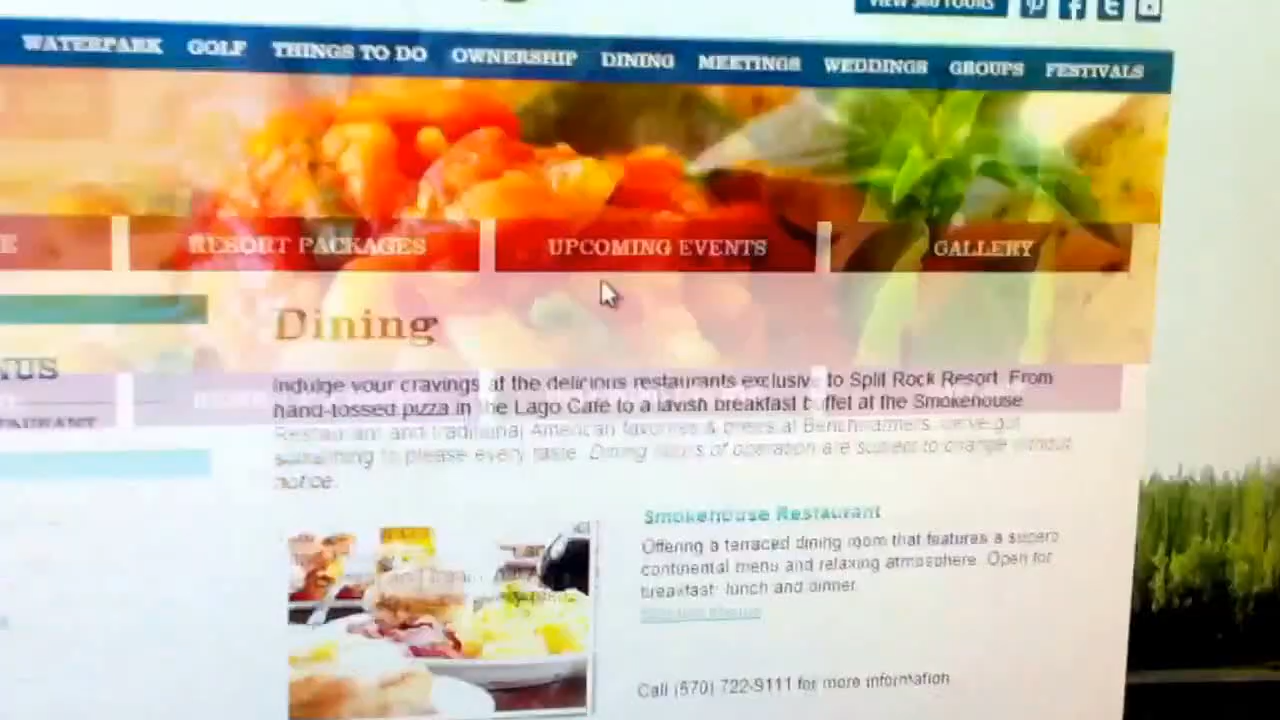 VIEW 360 TOURS
WATERPARK GOLF THINGS TO DO OWNERSHIP DINING MEETINGS WEDDINGS GROUPS FESTIVALS
RESORT PACKAGES UPCOMING EVENTS GALLERY
Dining
Indulge your cravings at the delicious restaurants exclusive to Split Rock Resort. From
hand-tossed pizza in the Lago Cafe to a lavish breakfast buffet at the Smokehouse
Restaurant and traditional American favorites & brews at Benchwarmers, we've got
something to please every taste. Dining hours of operation are subject to change without
notice.
Smokehouse Restaurant
Offering a terraced dining room that features a superb
continental menu and relaxing atmosphere. Open for
breakfast, lunch and dinner.
Call (570) 722-9111 for more information